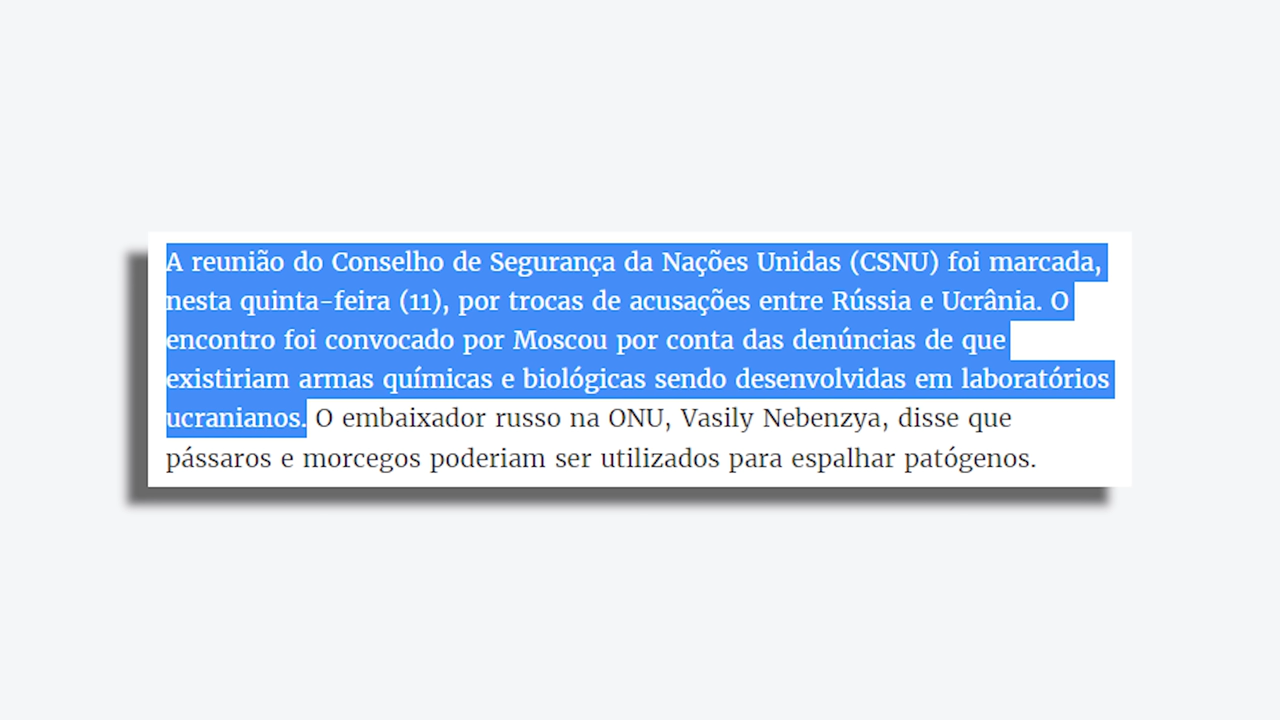 A reunião do Conselho de Segurança da Nações Unidas (CSNU) foi marcada,
nesta quinta-feira (11), por trocas de acusações entre Rússia e Ucrânia. O
encontro foi convocado por Moscou por conta das denúncias de que
existiriam armas químicas e biológicas sendo desenvolvidas em laboratórios
ucranianos. O embaixador russo na ONU, Vasily Nebenzya, disse que
pássaros e morcegos poderiam ser utilizados para espalhar patógenos.